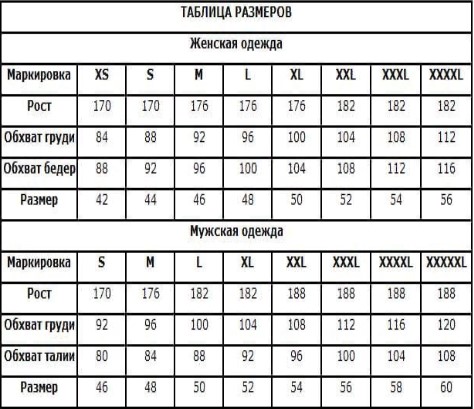 ТАБЛИЦА РАЗМЕРОВ
Женская одежда
Маркировка XS S M L XL XXL XXXL XXXXL
Рост 170 170 176 176 176 182 182 182
Обхват груди 84 88 92 96 100 104 108 112
Обхват бедер 88 92 96 100 104 108 112 116
Размер 42 44 46 48 50 52 54 56
Мужская одежда
Маркировка S M L XL XXL XXXL XXXXL XXXXXL
Рост 170 176 182 182 188 188 188 188
Обхват груди 92 96 100 104 108 112 116 120
Обхват талии 80 84 88 92 96 100 104 108
Размер 46 48 50 52 54 56 58 60